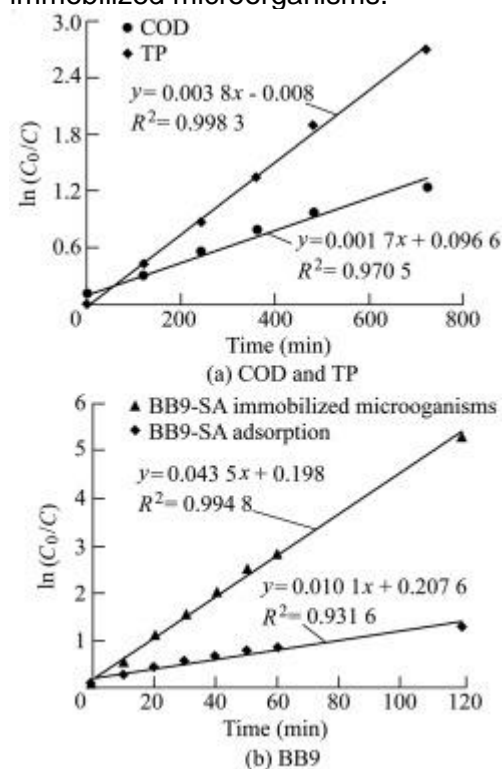 immobilized microorganisms.
3.0
● COD
◆ TP
2.4
y= 0.003 8x - 0.008
R²= 0.998 3
1.8
ln (C₀/C)
1.2
y=0.001 7x + 0.096 6
0.6
R²= 0.970 5
0 200 400 600 800
Time (min)
(a) COD and TP
▲ BB9-SA immobilized microoganisms
6
◆ BB9-SA adsorption
5
y=0.043 5x + 0.198
R²= 0.994 8
4
ln (C₀/C)
3
y= 0.010 1x + 0.207 6
2
R²= 0.931 6
1
0 20 40 60 80 100 120
Time (min)
(b) BB9